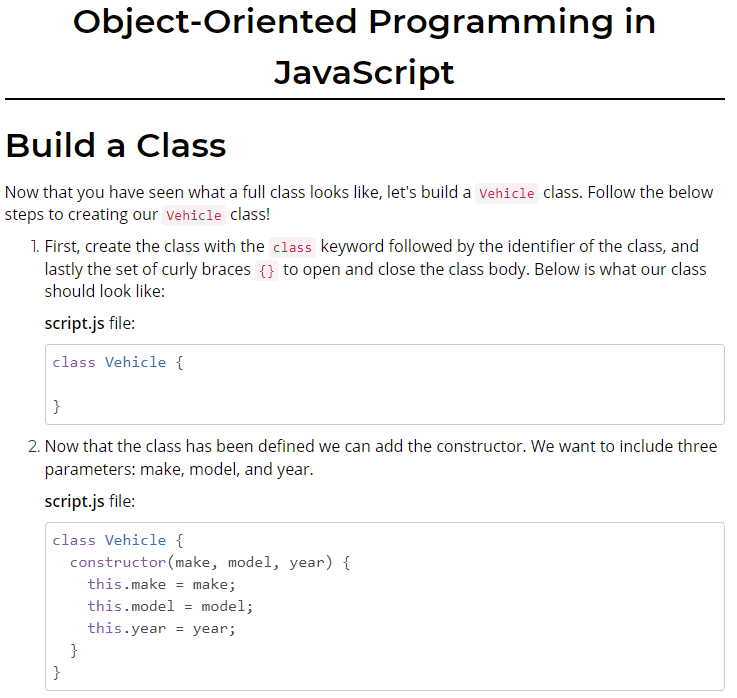 Object-Oriented Programming in
JavaScript
Build a Class
Now that you have seen what a full class looks like, let's build a Vehicle class. Follow the below
steps to creating our Vehicle class!
1. First, create the class with the class keyword followed by the identifier of the class, and
lastly the set of curly braces {} to open and close the class body. Below is what our class
should look like:
script.js file:
class Vehicle {
}
2. Now that the class has been defined we can add the constructor. We want to include three
parameters: make, model, and year.
script.js file:
class Vehicle {
  constructor(make, model, year) {
    this.make = make;
    this.model = model;
    this.year = year;
  }
}